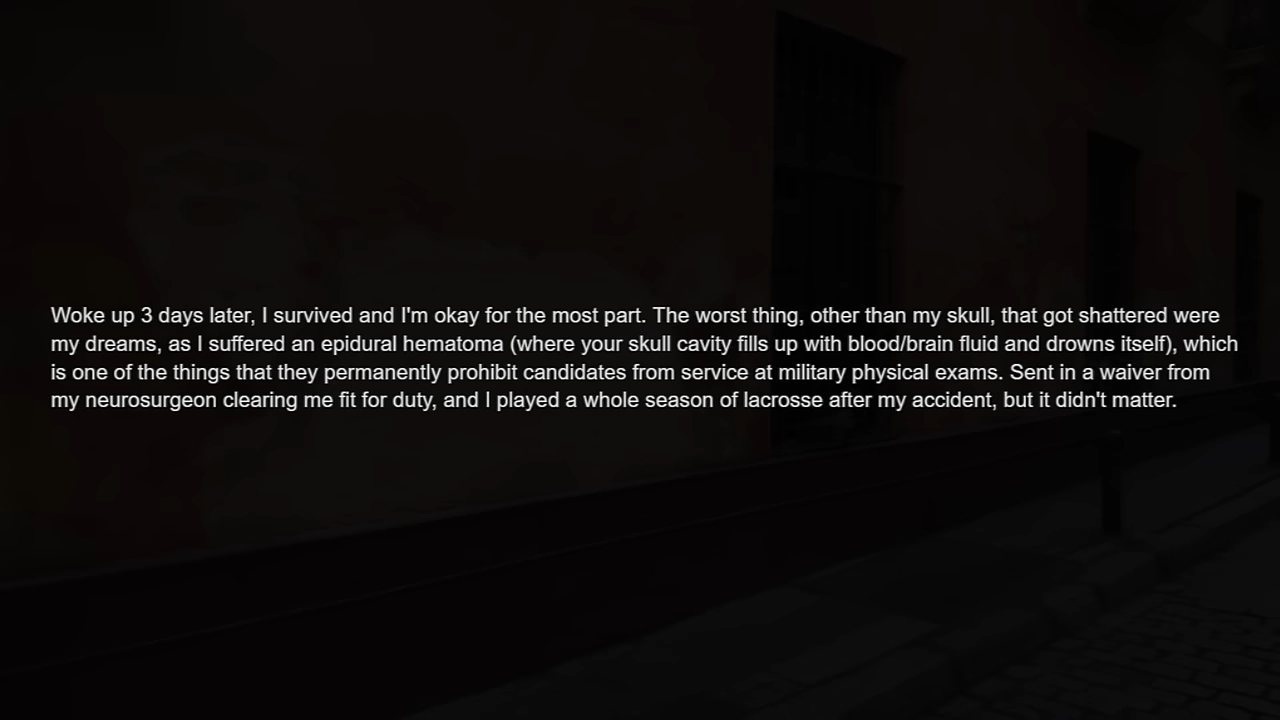 Woke up 3 days later, I survived and I'm okay for the most part. The worst thing, other than my skull, that got shattered were
my dreams, as I suffered an epidural hematoma (where your skull cavity fills up with blood/brain fluid and drowns itself), which
is one of the things that they permanently prohibit candidates from service at military physical exams. Sent in a waiver from
my neurosurgeon clearing me fit for duty, and I played a whole season of lacrosse after my accident, but it didn't matter.